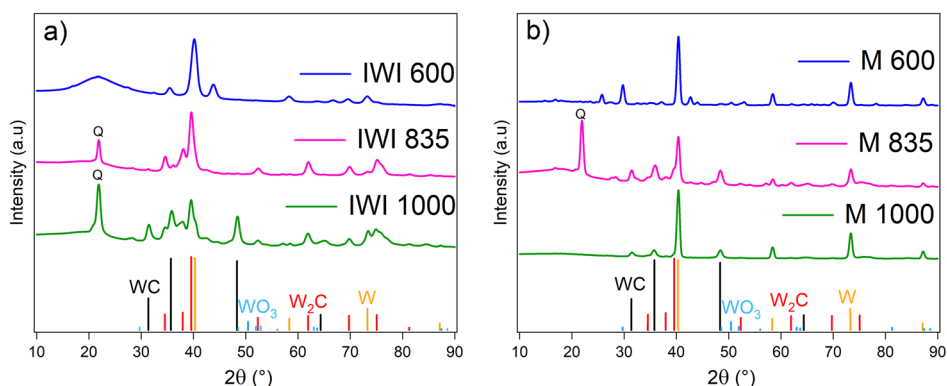 a)
IWI 600
Q
IWI 835
Q
IWI 1000
WC
WO3
W2C
W
Intensity (a.u)
10 20 30 40 50 60 70 80 90
2θ (°)
b)
M 600
Q
M 835
M 1000
WC
WO3
W2C
W
Intensity (a.u)
10 20 30 40 50 60 70 80 90
2θ (°)